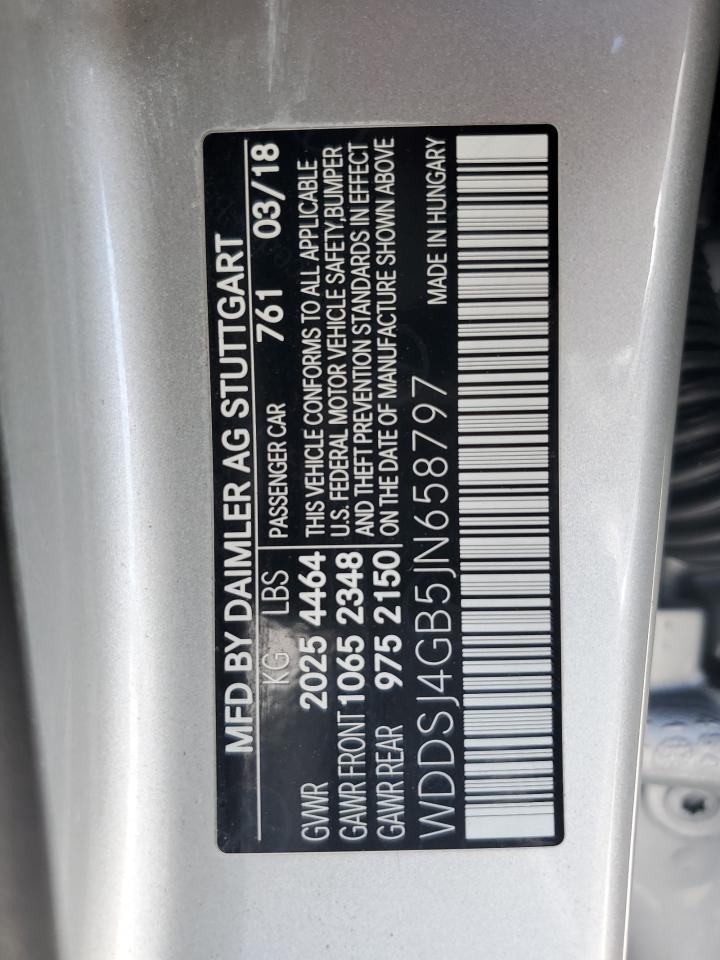 MFD BY DAIMLER AG STUTTGART
KG LBS PASSENGER CAR 761 03/18
GVWR 2025 4464 THIS VEHICLE CONFORMS TO ALL APPLICABLE
GAWR FRONT 1065 2348 U.S. FEDERAL MOTOR VEHICLE SAFETY,BUMPER
GAWR REAR 975 2150 AND THEFT PREVENTION STANDARDS IN EFFECT
ON THE DATE OF MANUFACTURE SHOWN ABOVE
WDDSJ4GB5JN658797 MADE IN HUNGARY